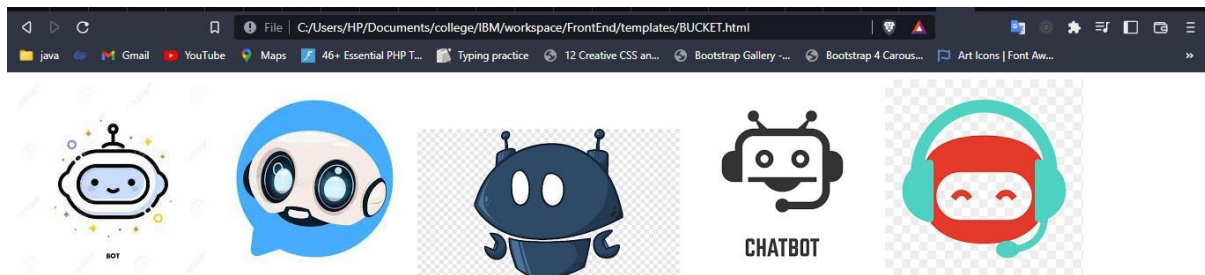 File | C:/Users/HP/Documents/college/IBM/workspace/FrontEnd/templates/BUCKET.html
java Gmail YouTube Maps 46+ Essential PHP T... Typing practice 12 Creative CSS an... Bootstrap Gallery -... Bootstrap 4 Carous... Art Icons | Font Aw... »
BOT
CHATBOT